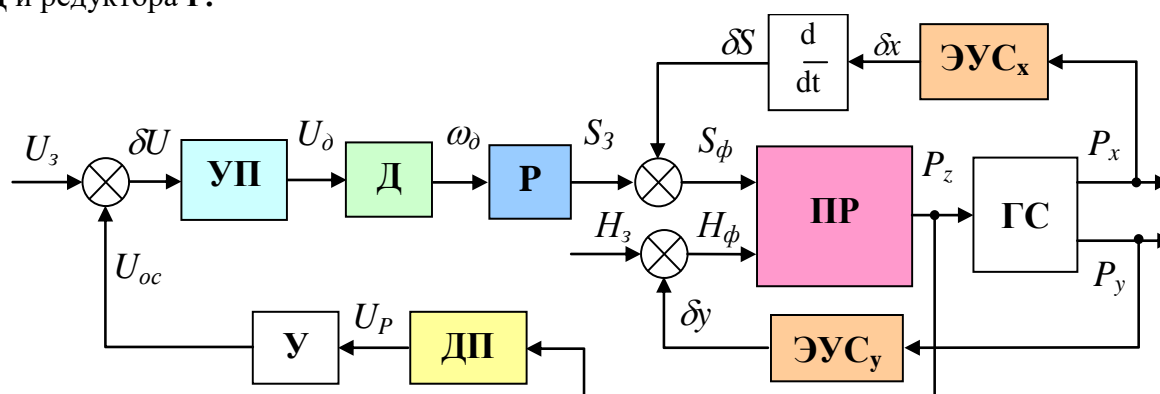 и редуктора Р.
δS
d
dt
δx
ЭУСx
Uз
δU
Uд
ωд
SЗ
Sф
Pz
Px
УП
Д
Р
ПР
ГС
Hз
Hф
Uос
Py
UР
δy
У
ДП
ЭУСy